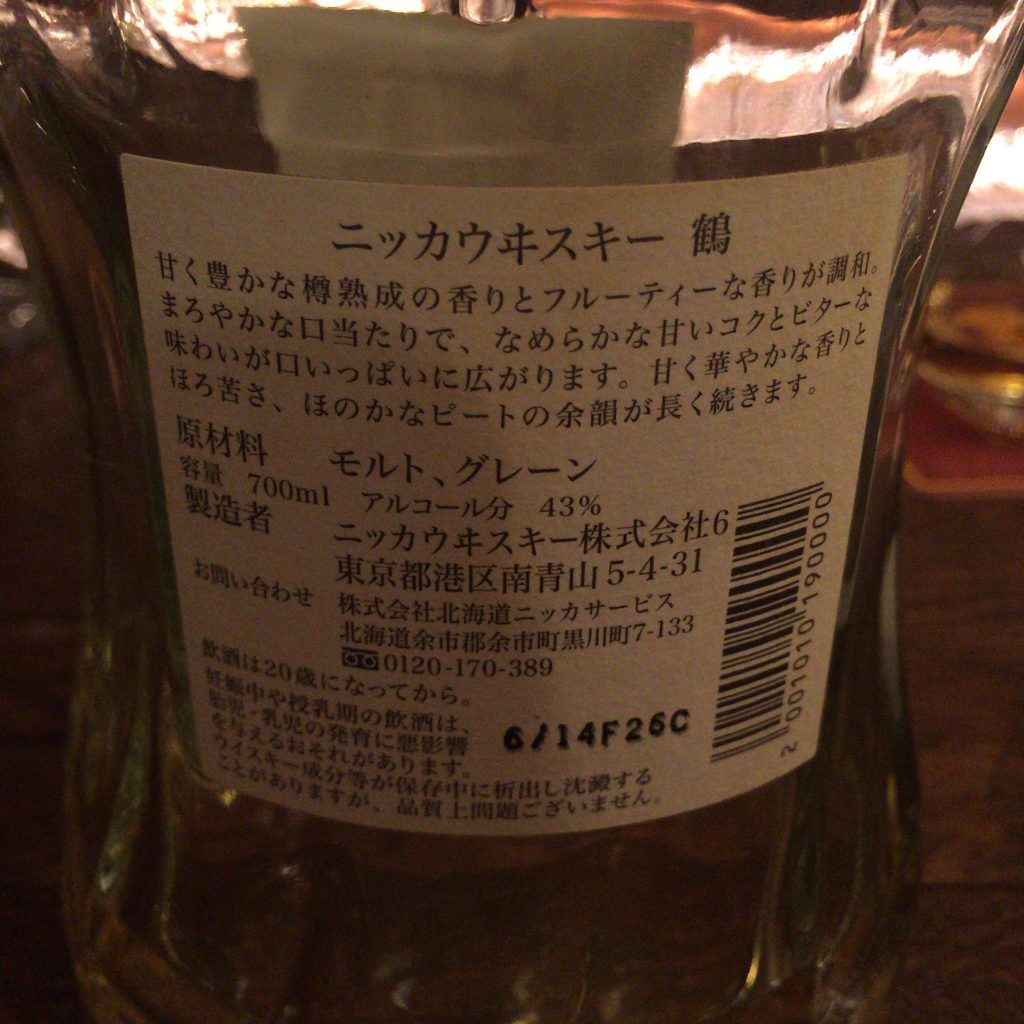 ニッカウヰスキー 鶴
甘く豊かな樽熟成の香りとフルーティーな香りが調和。
まろやかな口当たりで、なめらかな甘いコクとビターな
味わいが口いっぱいに広がります。甘く華やかな香りと
ほろ苦さ、ほのかなピートの余韻が長く続きます。
原材料 モルト、グレーン
容量 700ml アルコール分 43%
製造者 ニッカウヰスキー株式会社6
東京都港区南青山5-4-31
お問い合わせ 株式会社北海道ニッカサービス
北海道余市郡余市町黒川町7-133
0120-170-389
飲酒は20歳になってから。
妊娠中や授乳期の飲酒は、
胎児・乳児の発育に悪影響
を与えるおそれがあります。
ウイスキー成分等が保存中に析出し沈澱する
ことがありますが、品質上問題ございません。
6/14F26C
2 001010 190000